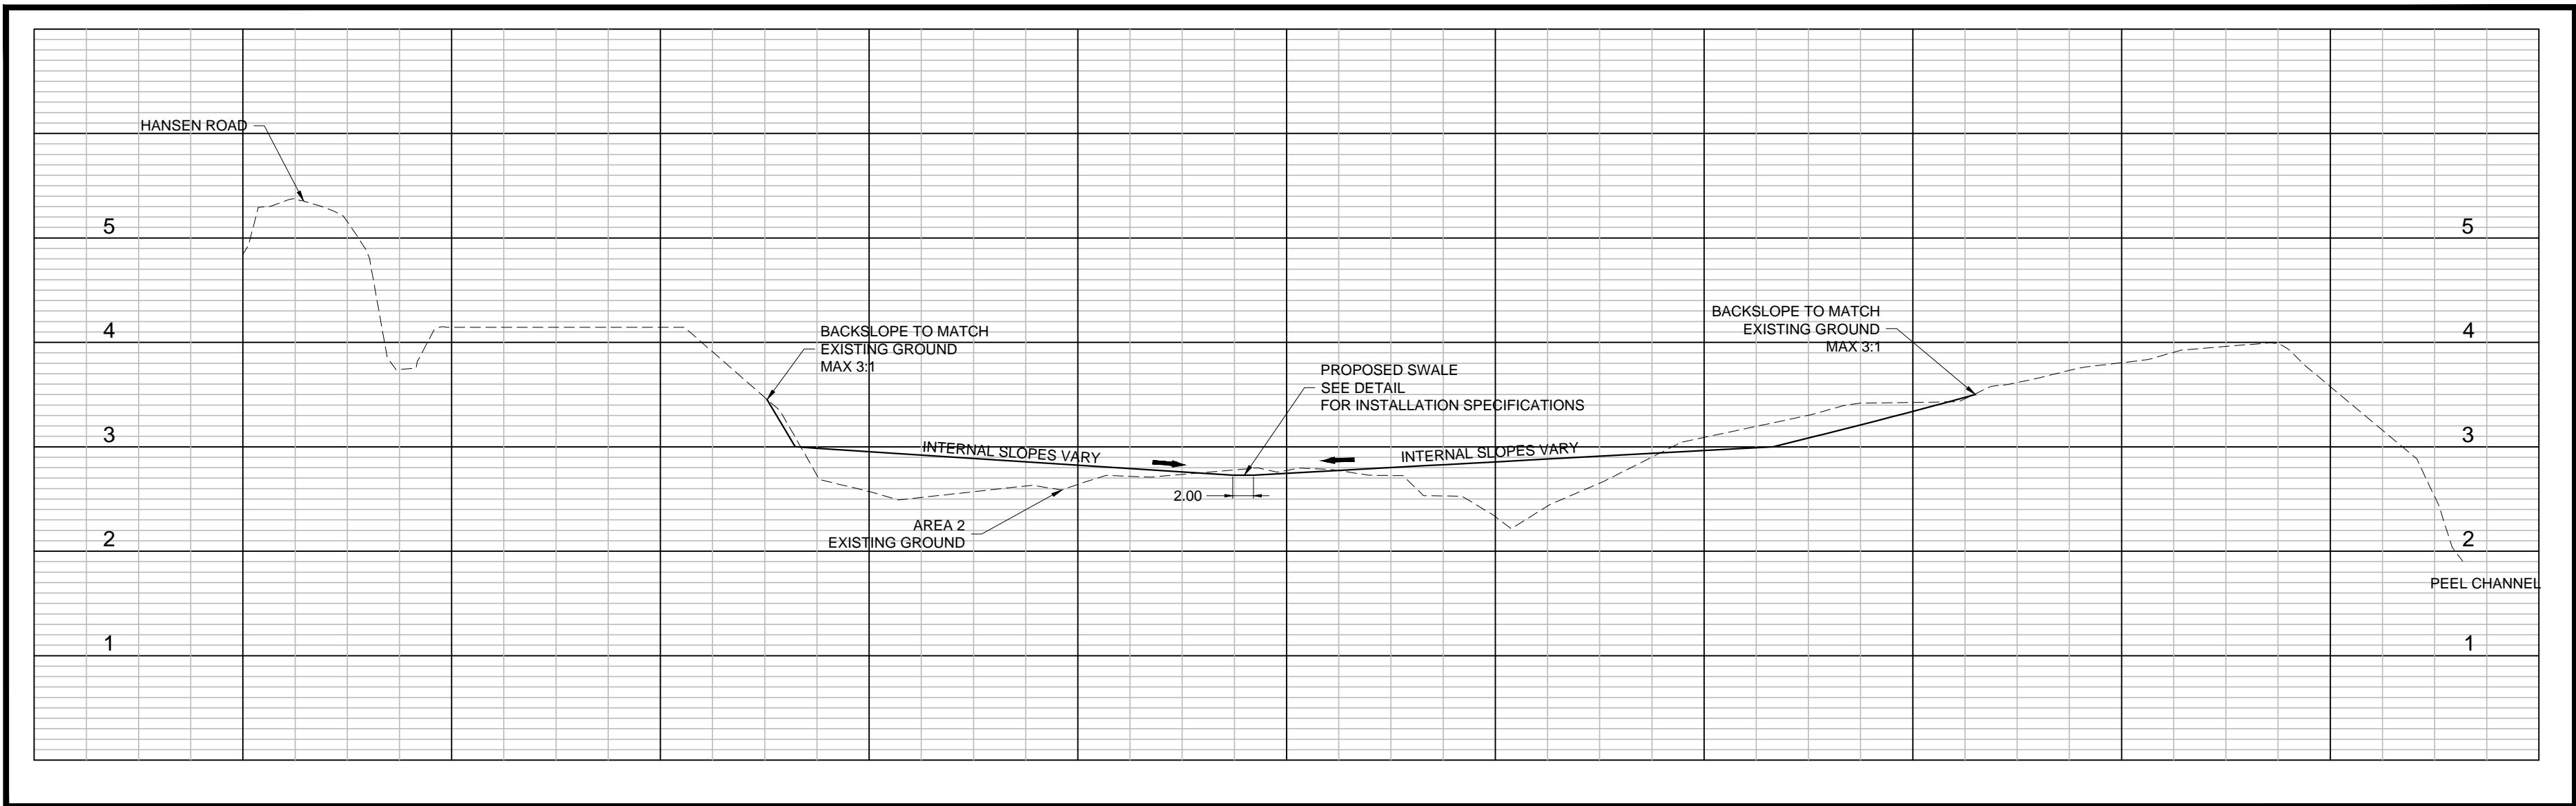 HANSEN ROAD
5
5
BACKSLOPE TO MATCH
EXISTING GROUND
MAX 3:1
4
4
BACKSLOPE TO MATCH
EXISTING GROUND
MAX 3:1
PROPOSED SWALE
SEE DETAIL
FOR INSTALLATION SPECIFICATIONS
3
3
INTERNAL SLOPES VARY
INTERNAL SLOPES VARY
2.00
AREA 2
EXISTING GROUND
2
2
PEEL CHANNEL
1
1